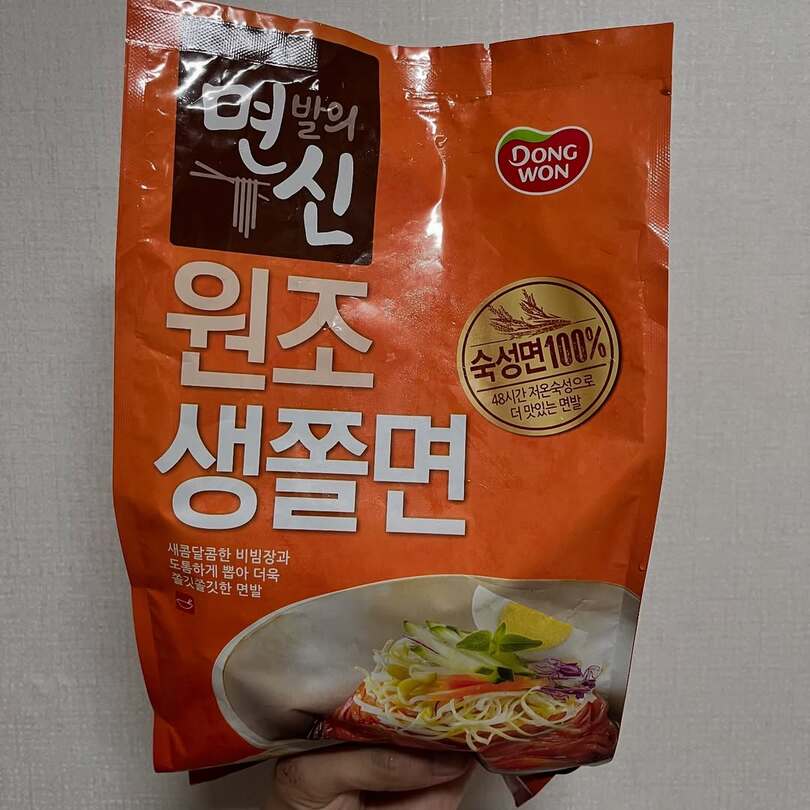 면발의
신
DONG
WON
원조
생쫄면
숙성면100%
48시간 저온숙성으로
더 맛있는 면발
새콤달콤한 비빔장과
도톰하게 뽑아 더욱
쫄깃쫄깃한 면발